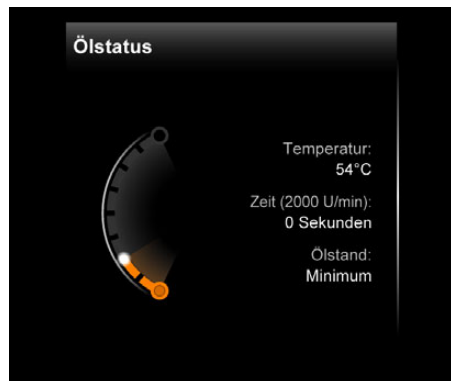 Ölstatus
Temperatur:
54°C
Zeit (2000 U/min):
0 Sekunden
Ölstand:
Minimum